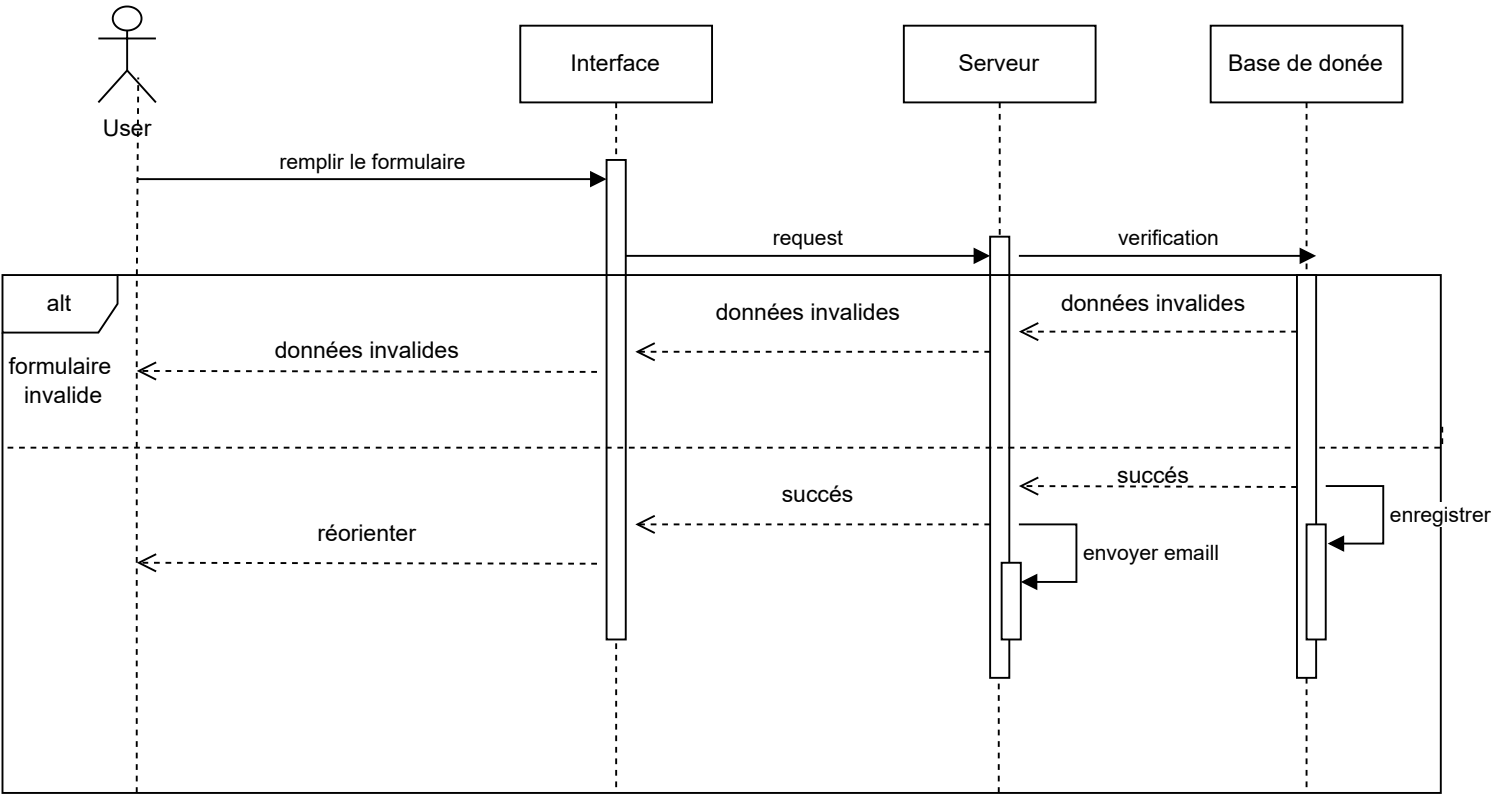 User
Interface
Serveur
Base de donée
remplir le formulaire
request
verification
alt
données invalides
données invalides
données invalides
formulaire
invalide
succés
succés
enregistrer
réorienter
envoyer emaill